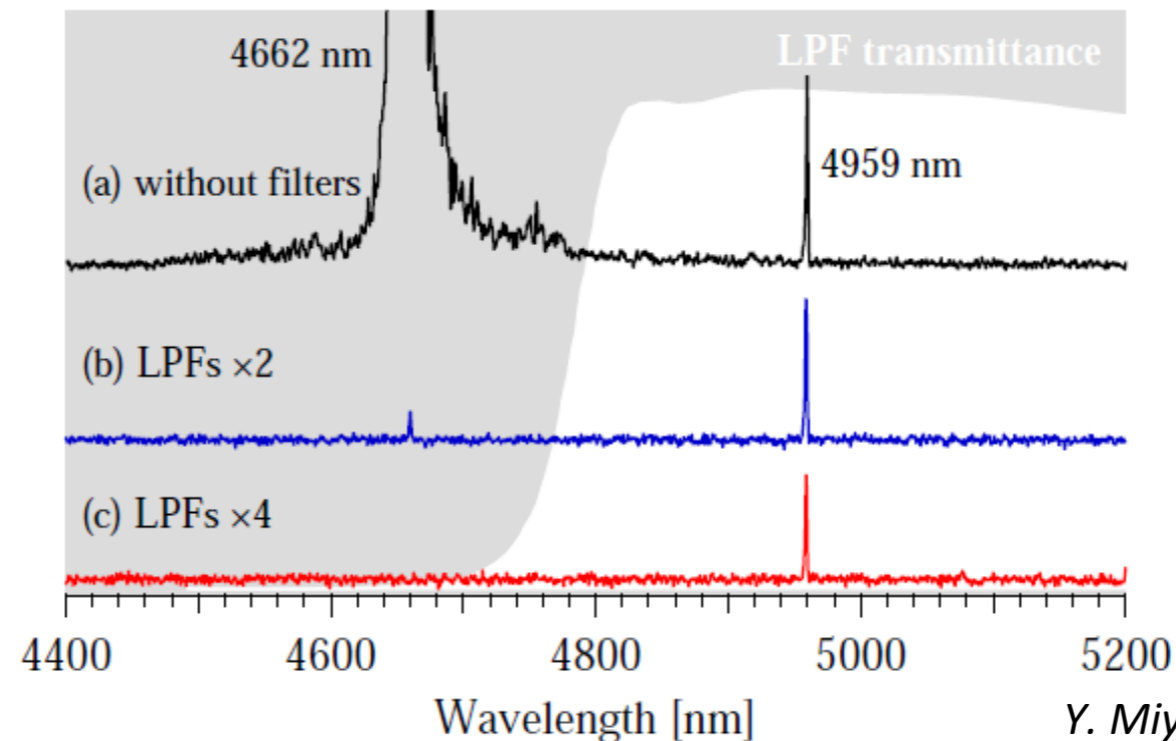 4662 nm
LPF transmittance
4959 nm
(a) without filters
(b) LPFs ×2
(c) LPFs ×4
4400 4600 4800 5000 5200
Wavelength [nm]
Y. Miy